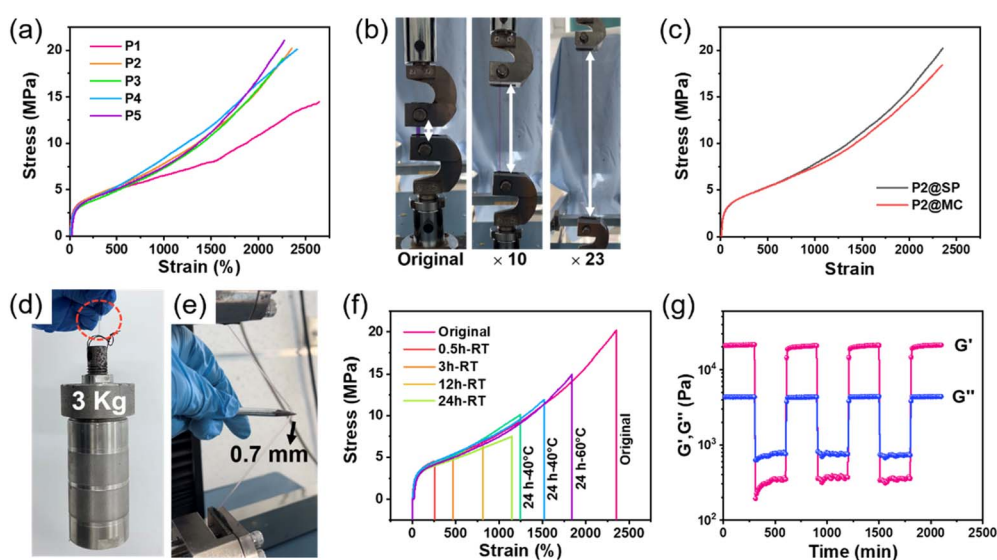 (a)
20
15
10
5
0
Stress (MPa)
P1
P2
P3
P4
P5
0 500 1000 1500 2000 2500
Strain (%)
(b)
Original
× 10
× 23
(c)
20
15
10
5
0
Stress (MPa)
P2@SP
P2@MC
0 500 1000 1500 2000 2500
Strain
(d)
3 Kg
(e)
0.7 mm
(f)
20
15
10
5
0
Stress (MPa)
Original
0.5h-RT
3h-RT
12h-RT
24h-RT
24 h-40°C
24 h-40°C
24 h-60°C
Original
0 500 1000 1500 2000 2500
Strain (%)
(g)
10⁴
10³
10²
G',G'' (Pa)
G'
G''
0 500 1000 1500 2000 2500
Time (min)